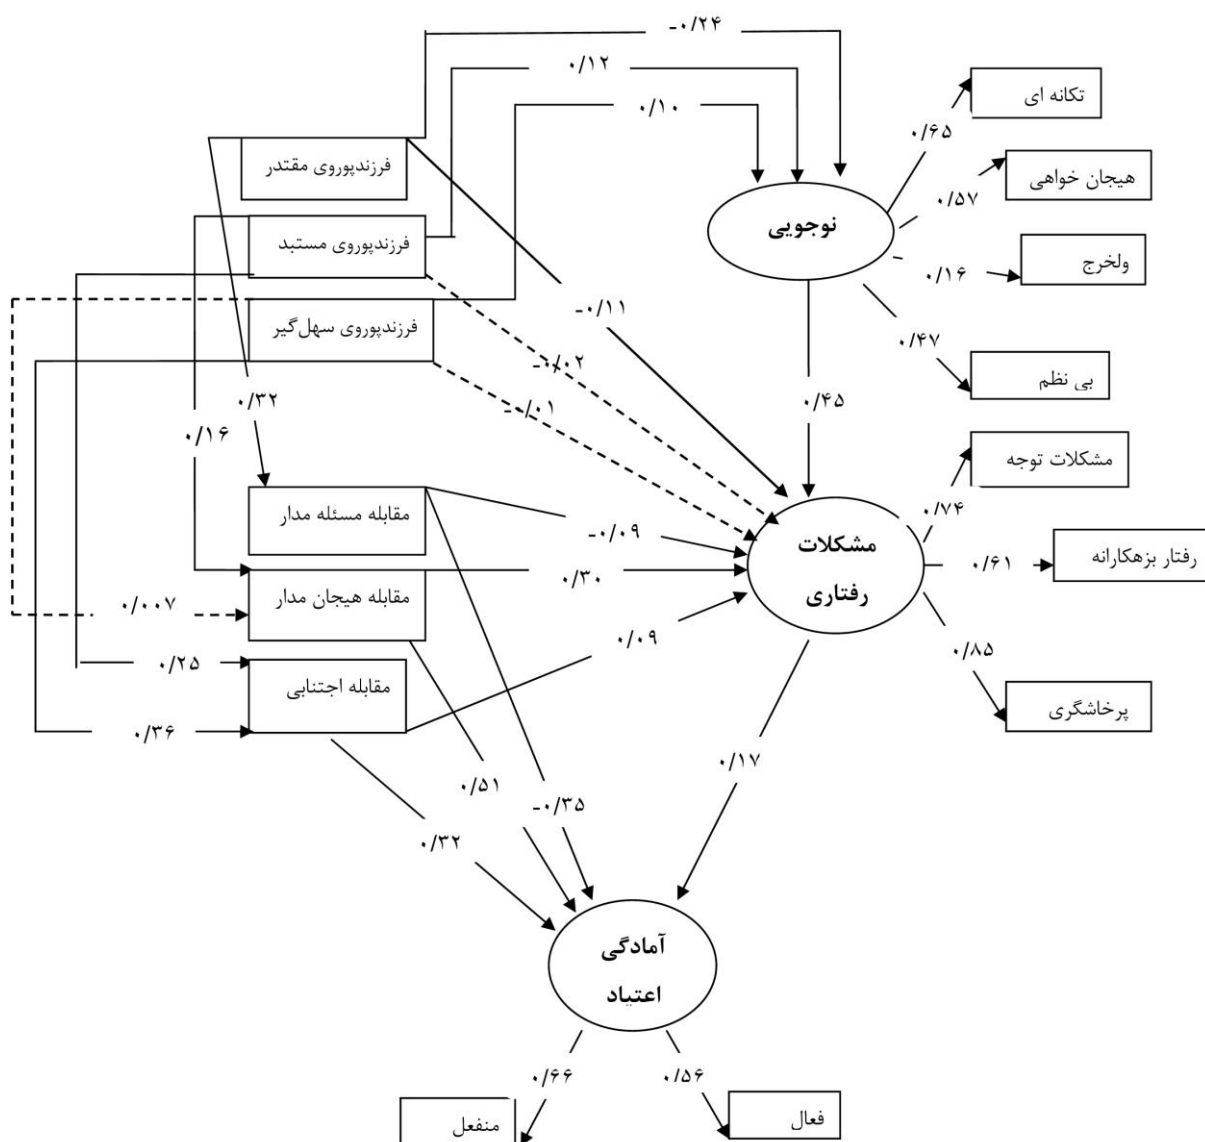 -۰/۲۴
۰/۱۲
۰/۱۰
تکانه ای
۰/۶۵
فرزندپوروی مقتدر
هیجان خواهی
۰/۵۷
نوجویی
فرزندپوروی مستبد
ولخرج
۰/۱۶
فرزندپوروی سهل‌گیر
-۰/۱۱
۰/۴۷
-۰/۰۲
بی نظم
۰/۳۲
-۰/۰۱
۰/۴۵
۰/۱۶
مشکلات توجه
۰/۷۴
مقابله مسئله مدار
-۰/۰۹
مشکلات
رفتاری
رفتار بزهکارانه
۰/۶۱
۰/۳۰
مقابله هیجان مدار
۰/۰۰۷
۰/۰۹
۰/۸۵
۰/۲۵
مقابله اجتنابی
پرخاشگری
۰/۳۶
۰/۱۷
۰/۵۱
-۰/۳۵
۰/۳۲
آمادگی
اعتیاد
۰/۶۶
۰/۵۶
فعال
منفعل